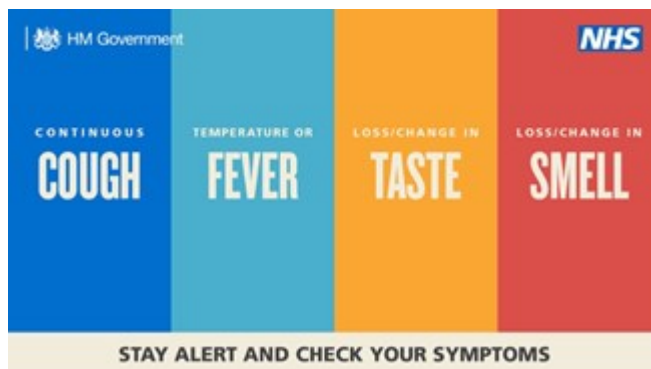 HM Government
NHS
CONTINUOUS
COUGH
TEMPERATURE OR
FEVER
LOSS/CHANGE IN
TASTE
LOSS/CHANGE IN
SMELL
STAY ALERT AND CHECK YOUR SYMPTOMS